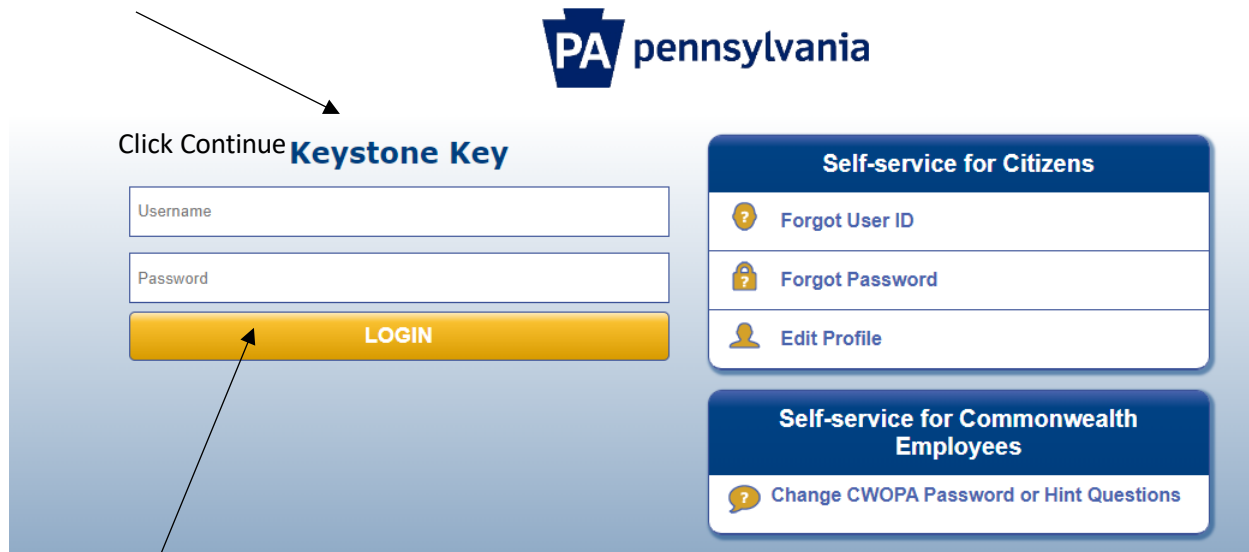 PA pennsylvania
Click Continue
Keystone Key
Username
Password
LOGIN
Self-service for Citizens
? Forgot User ID
? Forgot Password
Edit Profile
Self-service for Commonwealth
Employees
? Change CWOPA Password or Hint Questions